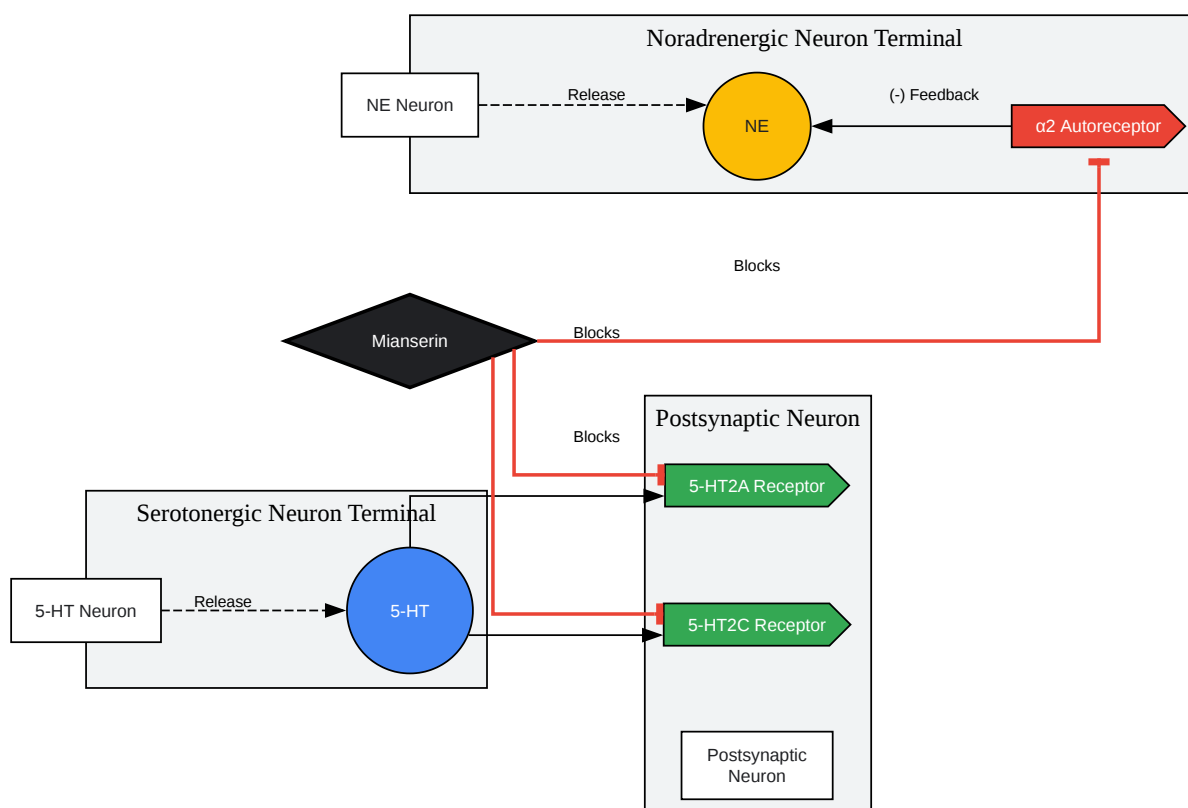 Noradrenergic Neuron Terminal
NE Neuron
Release
NE
(-) Feedback
α2 Autoreceptor
Blocks
Mianserin
Blocks
Blocks
Postsynaptic Neuron
5-HT2A Receptor
Serotonergic Neuron Terminal
5-HT Neuron
Release
5-HT
5-HT2C Receptor
Postsynaptic
Neuron